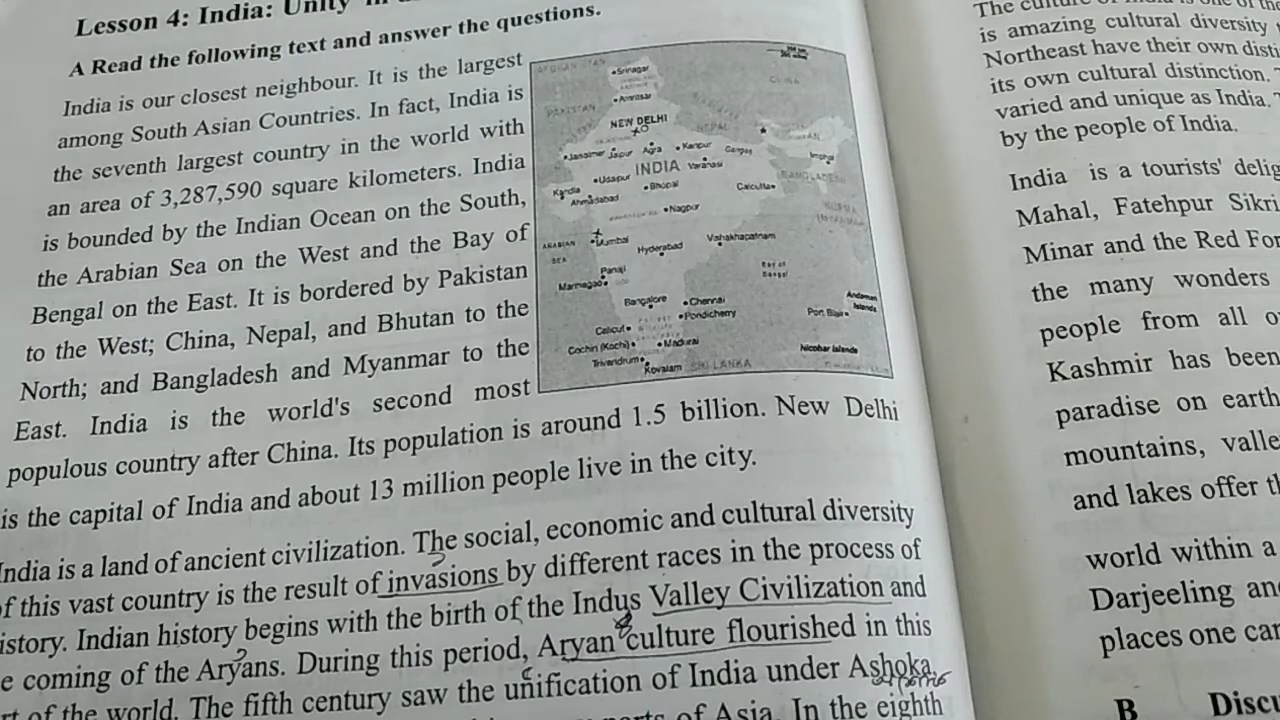 Lesson 4: India: Unity in
A Read the following text and answer the questions.
India is our closest neighbour. It is the largest
among South Asian Countries. In fact, India is
the seventh largest country in the world with
an area of 3,287,590 square kilometers. India
is bounded by the Indian Ocean on the South,
the Arabian Sea on the West and the Bay of
Bengal on the East. It is bordered by Pakistan
to the West; China, Nepal, and Bhutan to the
North; and Bangladesh and Myanmar to the
East. India is the world's second most
populous country after China. Its population is around 1.5 billion. New Delhi
is the capital of India and about 13 million people live in the city.
India is a land of ancient civilization. The social, economic and cultural diversity
of this vast country is the result of invasions by different races in the process of
history. Indian history begins with the birth of the Indus Valley Civilization and
coming of the Aryans. During this period, Aryan culture flourished in this
of the world. The fifth century saw the unification of India under Ashoka
of Asia. In the eighth
AFGHANISTAN
Srinagar
CHINA
Amritsar
PAKISTAN
NEW DELHI
NEPAL
Jaisalmer Jaipur Agra Kanpur Ganges
Imphal
INDIA Varanasi
Udaipur
Bhopal
Calcutta
BANGLADESH
Kandla
Ahmadabad
Nagpur
ARABIAN
SEA
Mumbai
Hyderabad
Vishakhapatnam
Bay of
Bengal
Panaji
Marmagao
Bangalore
Chennai
Pondicherry
Andaman
Islands
Port Blair
Calicut
Cochin (Kochi)
Madurai
Nicobar Islands
Trivandrum
Kovalam
SRI LANKA
The culture of
is amazing cultural diversity
Northeast have their own
its own cultural distinction.
varied and unique as India.
by the people of India.
India is a tourists'
Mahal, Fatehpur Sikri
Minar and the Red
the many wonders
people from all
Kashmir has been
paradise on earth
mountains,
and lakes offer
world within a
Darjeeling
places one
B